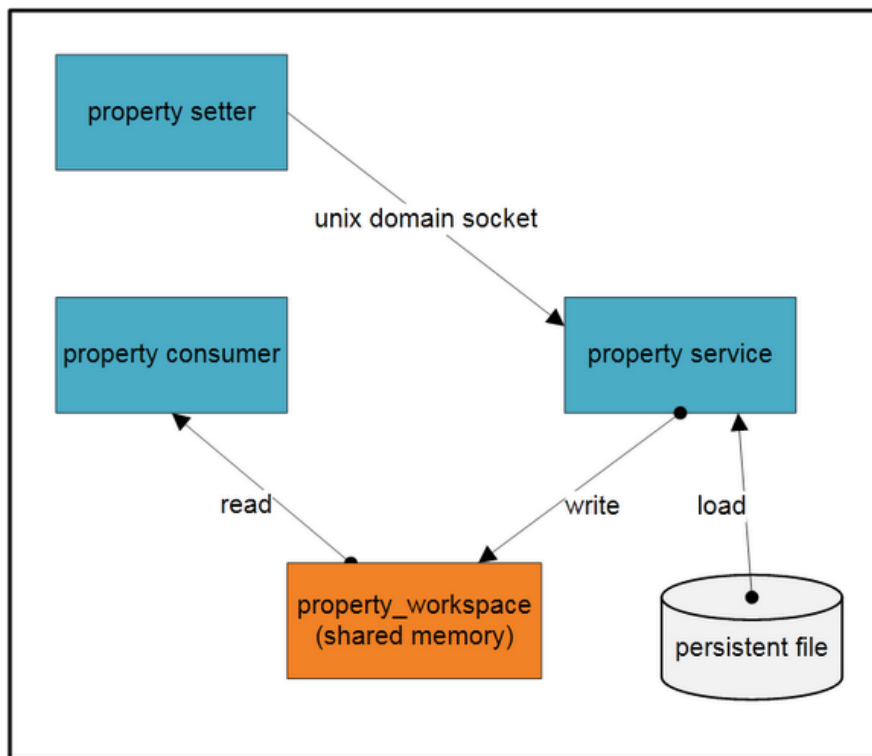 property setter
unix domain socket
property consumer
property service
read
write
load
property_workspace
(shared memory)
persistent file